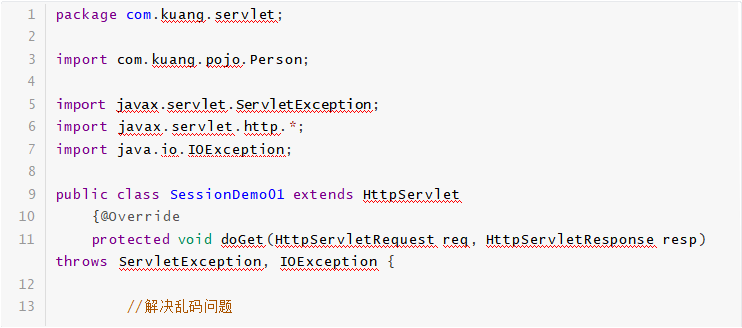 1 package com.kuang.servlet;
2
3 import com.kuang.pojo.Person;
4
5 import javax.servlet.ServletException;
6 import javax.servlet.http.*;
7 import java.io.IOException;
8
9 public class SessionDemo01 extends HttpServlet
10 {@Override
11 protected void doGet(HttpServletRequest req, HttpServletResponse resp)
throws ServletException, IOException {
12
13 //解决乱码问题